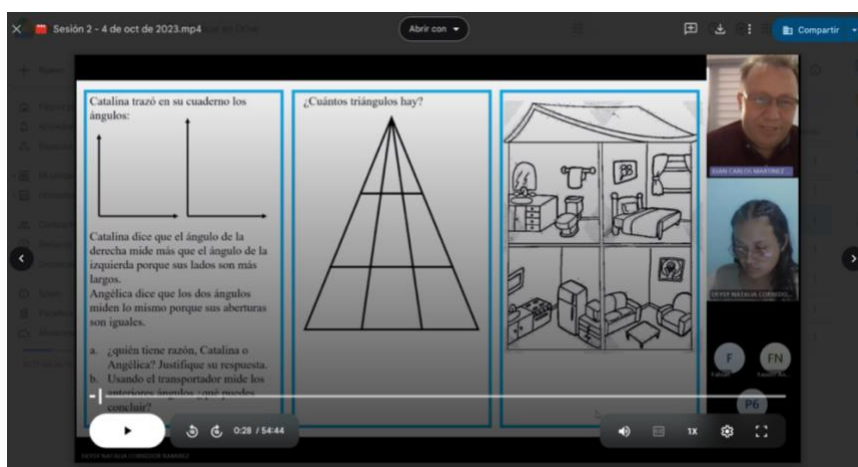 Sesión 2 - 4 de oct de 2023.mp4
Abrir con
Compartir
Catalina trazó en su cuaderno los
ángulos:
Catalina dice que el ángulo de la
derecha mide más que el ángulo de la
izquierda porque sus lados son más
largos.
Angélica dice que los dos ángulos
miden lo mismo porque sus aberturas
son iguales.
a. ¿quién tiene razón, Catalina o
Angélica? Justifique su respuesta.
b. Usando el transportador mide los
anteriores ángulos ¿qué puedes
concluir?
¿Cuántos triángulos hay?
JUAN CARLOS MARTINEZ
F
FN
P6
0:28 / 54:44
1X